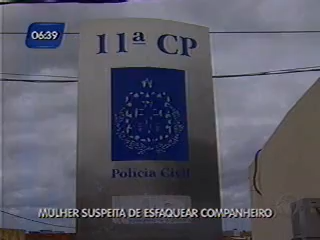 06:39
11ª CP
Polícia Civil
MULHER SUSPEITA DE ESFAQUEAR COMPANHEIRO